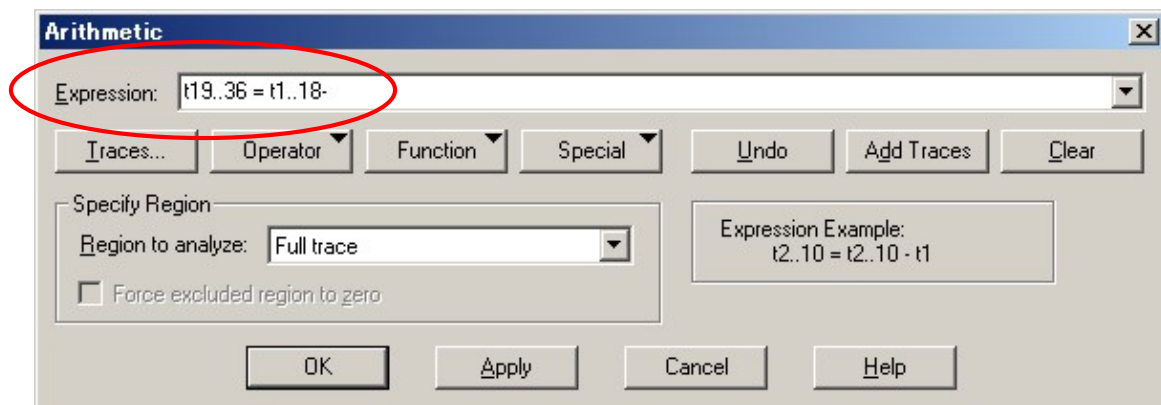 Arithmetic
Expression: t19..36 = t1..18-
Traces... Operator Function Special Undo Add Traces Clear
Specify Region
Region to analyze: Full trace
Force excluded region to zero
Expression Example:
t2..10 = t2..10 - t1
OK Apply Cancel Help